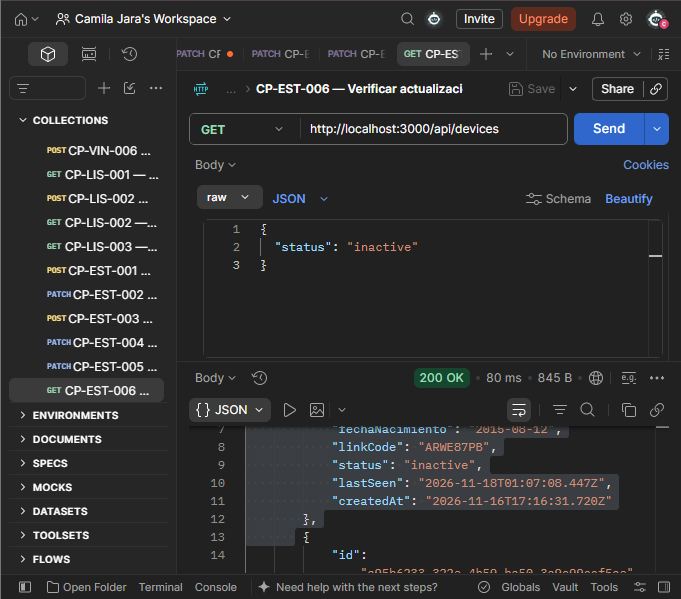 Camila Jara's Workspace
Invite
Upgrade
PATCH CF
PATCH CP-E
PATCH CP-E
GET CP-ES
No Environment
HTTP
... > CP-EST-006 — Verificar actualizaci
Save
Share
GET
http://localhost:3000/api/devices
Send
Body
Cookies
raw
JSON
Schema
Beautify
1 {
2 "status": "inactive"
3 }
COLLECTIONS
POST CP-VIN-006 ...
GET CP-LIS-001 — ...
POST CP-LIS-002 ...
GET CP-LIS-002 —...
GET CP-LIS-003 —...
POST CP-EST-001 ...
PATCH CP-EST-002 ...
POST CP-EST-003 ...
PATCH CP-EST-004 ...
PATCH CP-EST-005 ...
GET CP-EST-006 ...
ENVIRONMENTS
DOCUMENTS
SPECS
MOCKS
DATASETS
TOOLSETS
FLOWS
Body
200 OK • 80 ms • 845 B
e.g.
{ } JSON
7 "fechaNacimiento": "2015-08-12",
8 "linkCode": "ARWE87PB",
9 "status": "inactive",
10 "lastSeen": "2026-11-18T01:07:08.447Z",
11 "createdAt": "2026-11-16T17:16:31.720Z"
12 },
13 {
14 "id":
Open Folder
Terminal
Console
Need help with the next steps?
Globals
Vault
Tools